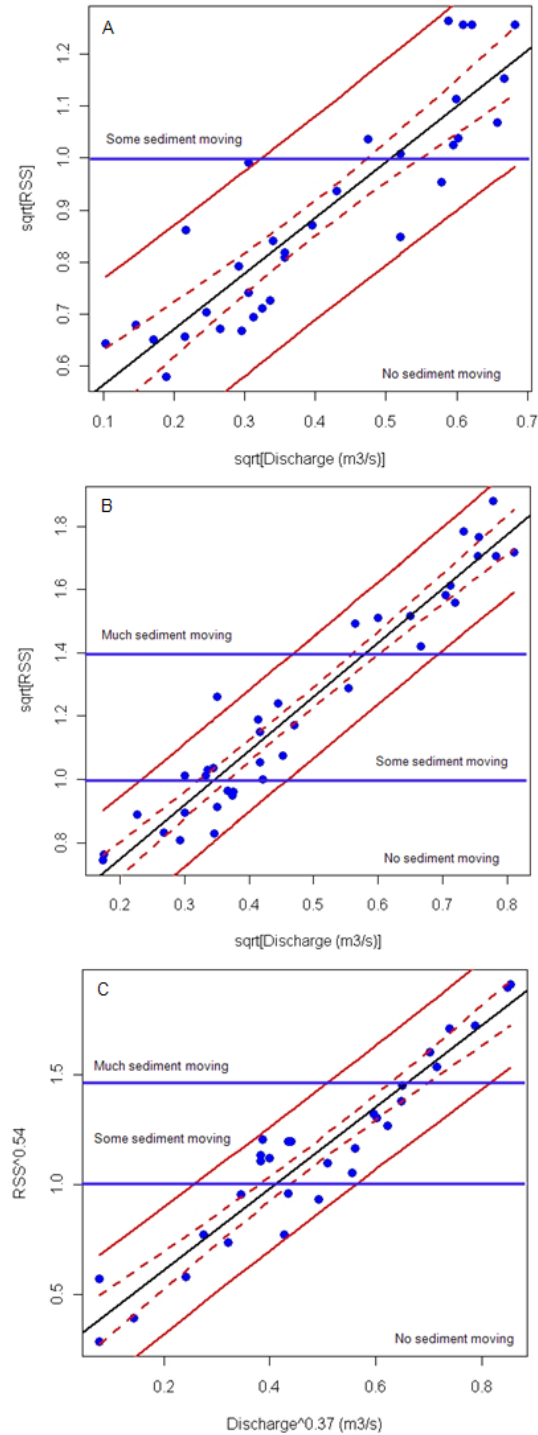 A
1.2
1.1
1.0
0.9
0.8
0.7
0.6
sqrt[RSS]
Some sediment moving
No sediment moving
0.1 0.2 0.3 0.4 0.5 0.6 0.7
sqrt[Discharge (m3/s)]
B
1.8
1.6
1.4
1.2
1.0
0.8
sqrt[RSS]
Much sediment moving
Some sediment moving
No sediment moving
0.2 0.3 0.4 0.5 0.6 0.7 0.8
sqrt[Discharge (m3/s)]
C
1.5
1.0
0.5
RSS^0.54
Much sediment moving
Some sediment moving
No sediment moving
0.2 0.4 0.6 0.8
Discharge^0.37 (m3/s)